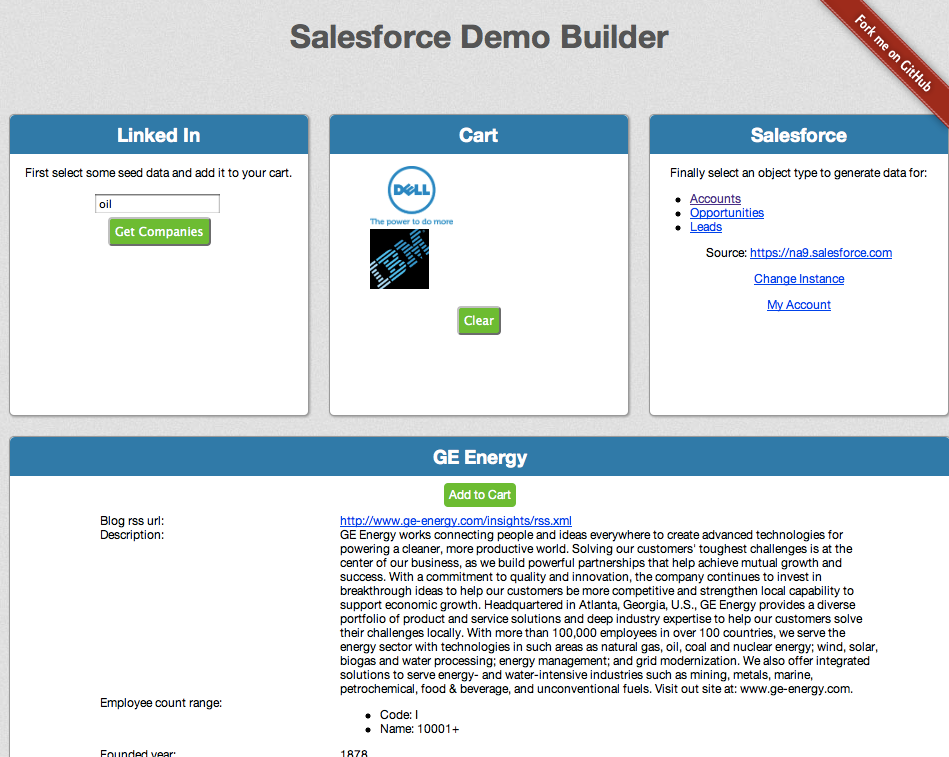 Salesforce Demo Builder
Fork me on GitHub
Linked In
First select some seed data and add it to your cart.
oil
Get Companies
Cart
DELL
The power to do more
IBM
Clear
Salesforce
Finally select an object type to generate data for:
Accounts
Opportunities
Leads
Source: https://na9.salesforce.com
Change Instance
My Account
GE Energy
Add to Cart
Blog rss url: http://www.ge-energy.com/insights/rss.xml
Description: GE Energy works connecting people and ideas everywhere to create advanced technologies for
powering a cleaner, more productive world. Solving our customers' toughest challenges is at the
center of our business, as we build powerful partnerships that help achieve mutual growth and
success. With a commitment to quality and innovation, the company continues to invest in
breakthrough ideas to help our customers be more competitive and strengthen local capability to
support economic growth. Headquartered in Atlanta, Georgia, U.S., GE Energy provides a diverse
portfolio of product and service solutions and deep industry expertise to help our customers solve
their challenges locally. With more than 100,000 employees in over 100 countries, we serve the
energy sector with technologies in such areas as natural gas, oil, coal and nuclear energy; wind, solar,
biogas and water processing; energy management; and grid modernization. We also offer integrated
solutions to serve energy- and water-intensive industries such as mining, metals, marine,
petrochemical, food & beverage, and unconventional fuels. Visit out site at: www.ge-energy.com.
Employee count range:
Code: I
Name: 10001+
Founded year: 1878